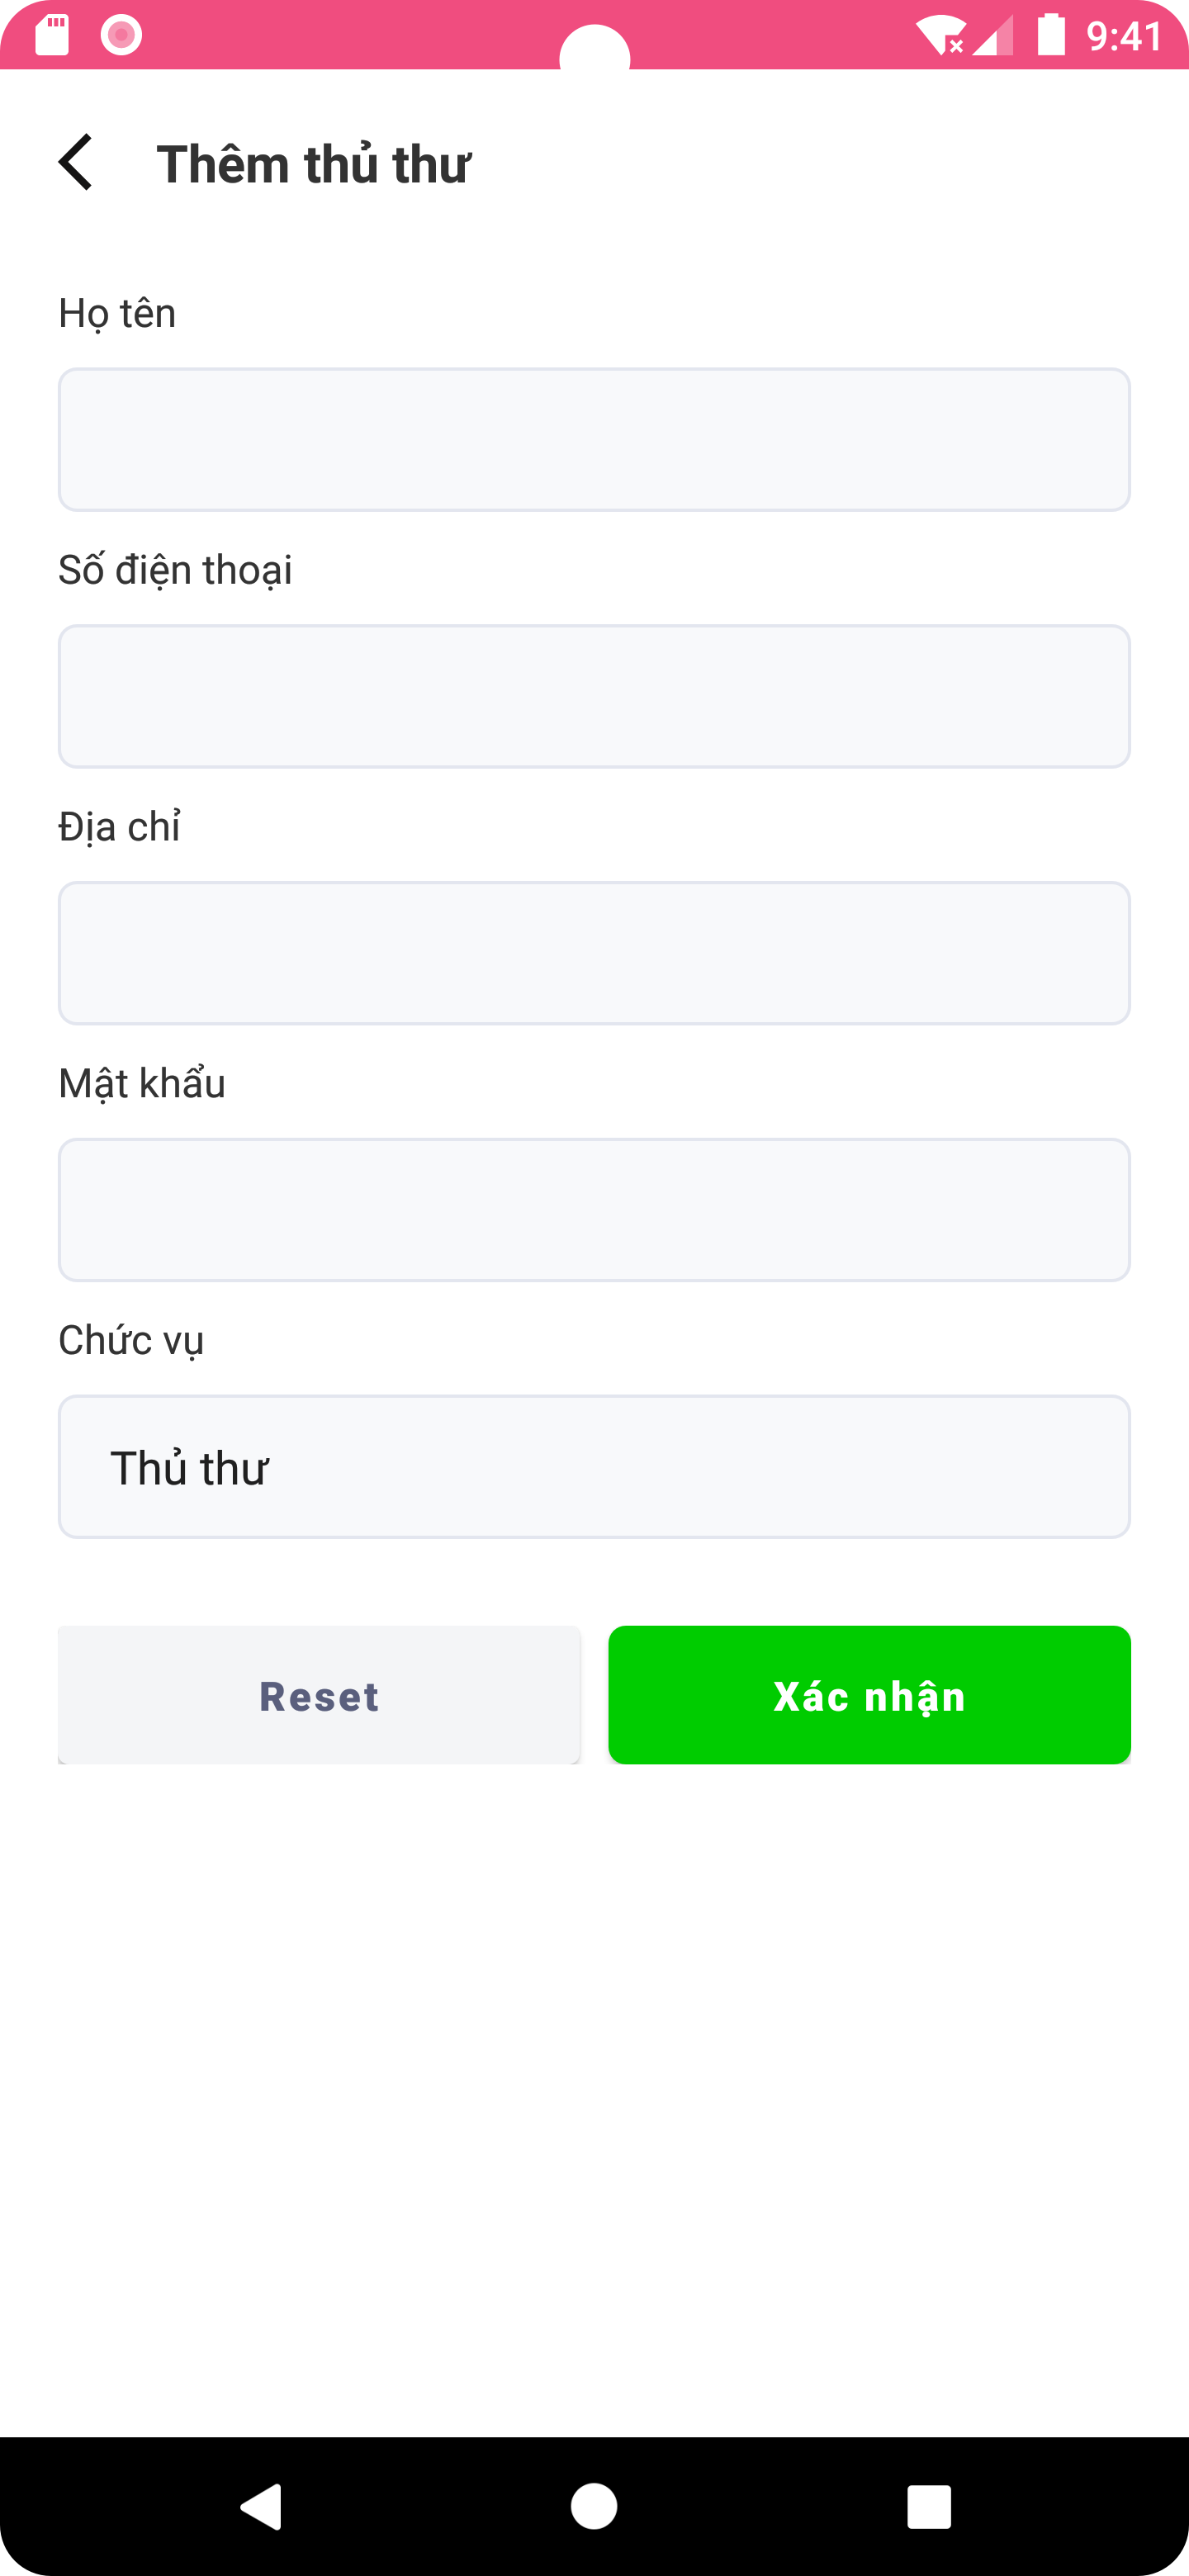 9:41
Thêm thủ thư
Họ tên
Số điện thoại
Địa chỉ
Mật khẩu
Chức vụ
Thủ thư
Reset
Xác nhận